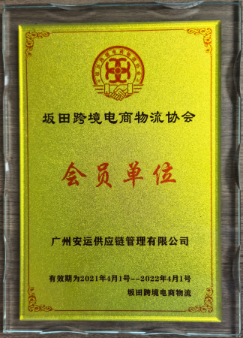 坂田跨境电商物流协会
会员单位
广州安运供应链管理有限公司
有效期为2021年4月1号--2022年4月1号
坂田跨境电商物流